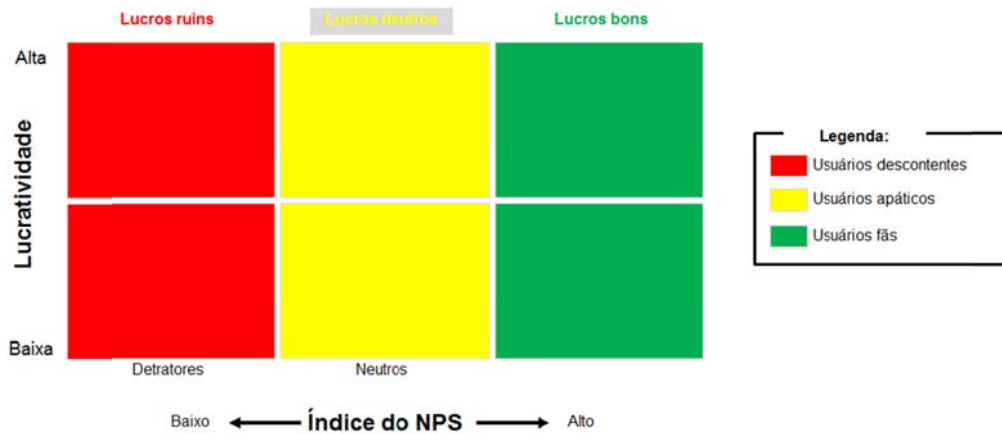 Lucros ruins
Lucros neutros
Lucros bons
Alta
Lucratividade
Baixa
Legenda:
Usuários descontentes
Usuários apáticos
Usuários fãs
Detratores
Neutros
Baixo
Índice do NPS
Alto